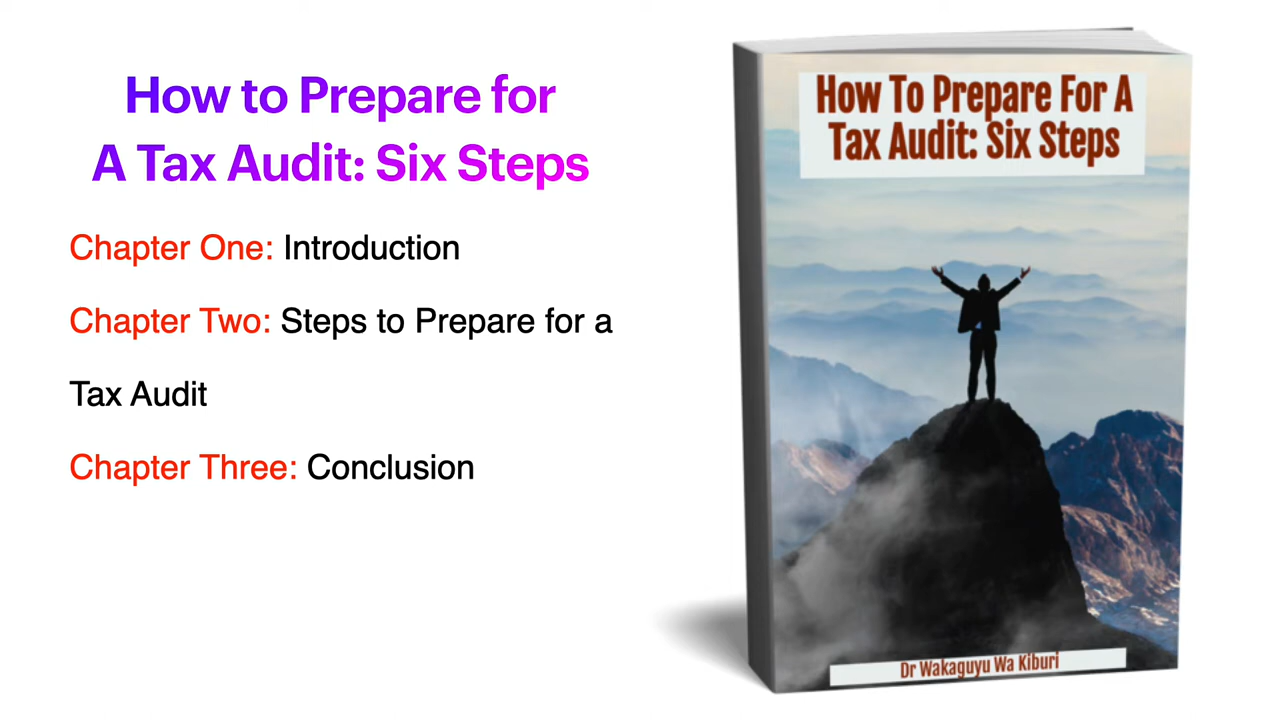 How to Prepare for
A Tax Audit: Six Steps
Chapter One: Introduction
Chapter Two: Steps to Prepare for a
Tax Audit
Chapter Three: Conclusion
How To Prepare For A
Tax Audit: Six Steps
Dr Wakaguyu Wa Kiburi